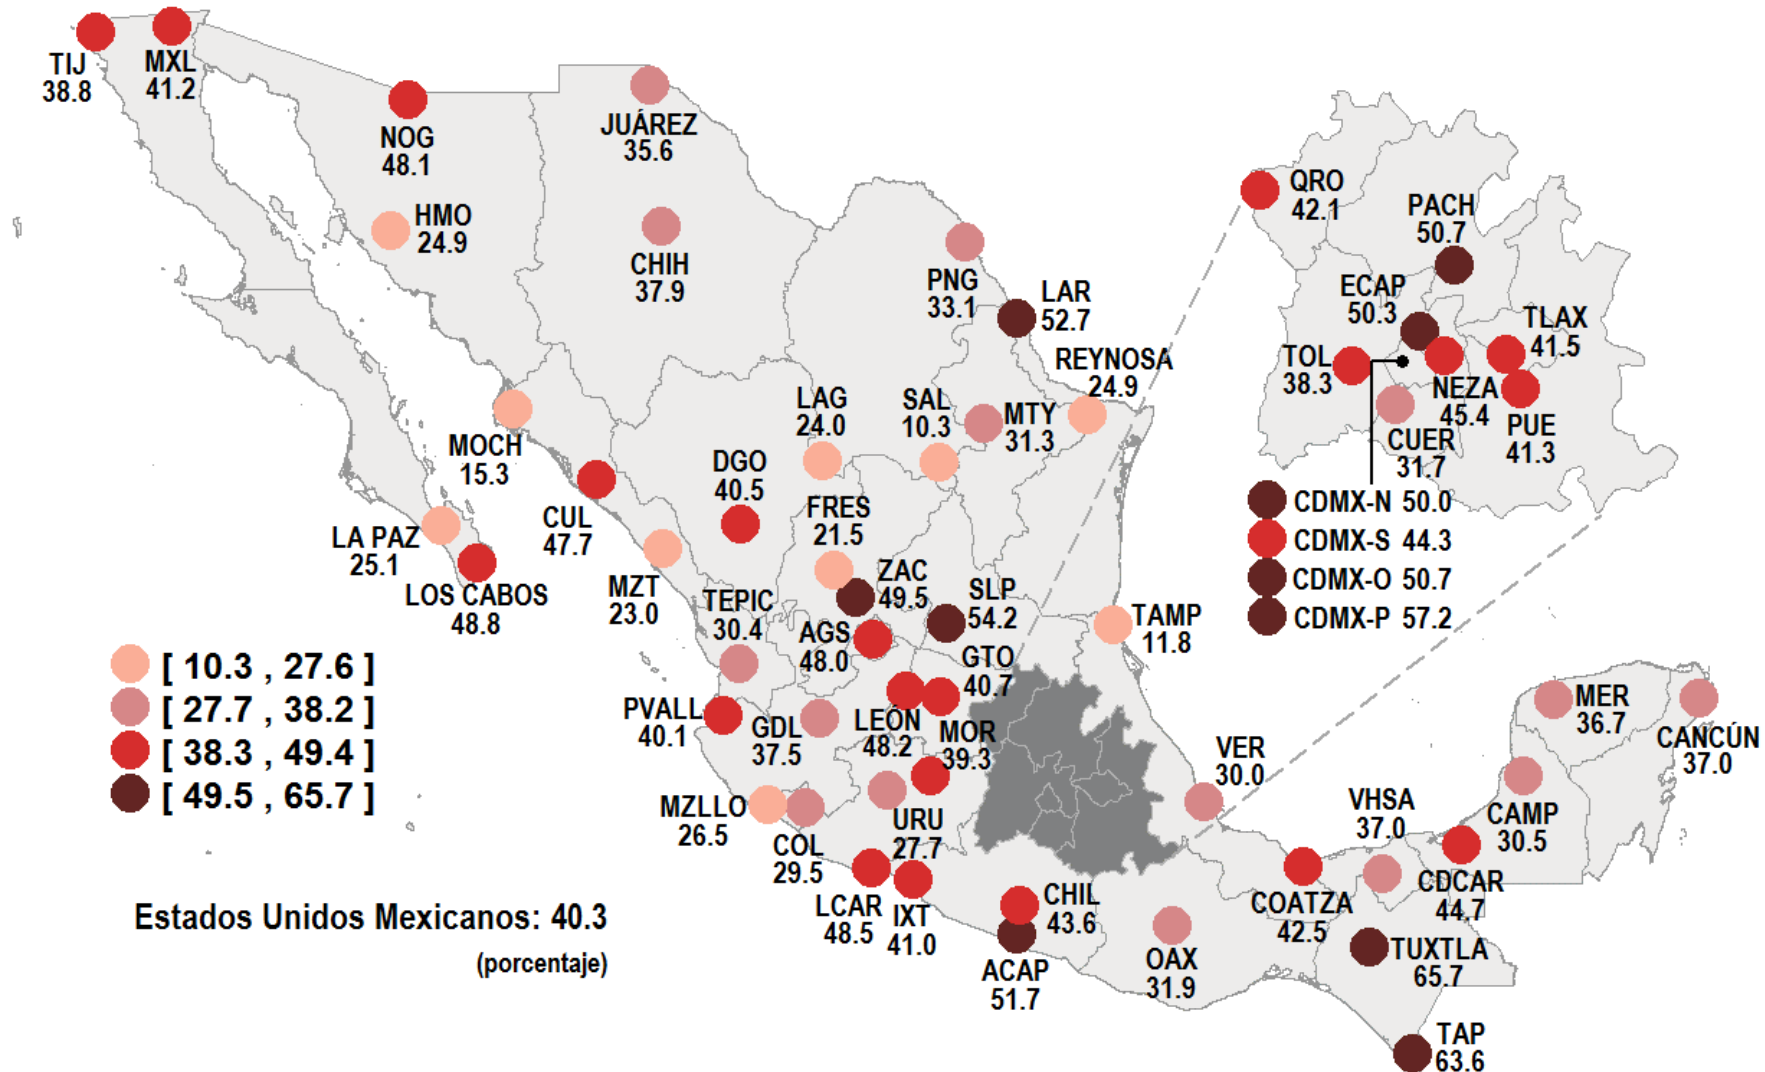 TIJ
38.8
MXL
41.2
NOG
48.1
JUÁREZ
35.6
HMO
24.9
CHIH
37.9
PNG
33.1
LAR
52.7
REYNOSA
24.9
QRO
42.1
PACH
50.7
ECAP
50.3
TLAX
41.5
TOL
38.3
NEZA
45.4
PUE
41.3
CUER
31.7
CDMX-N 50.0
CDMX-S 44.3
CDMX-O 50.7
CDMX-P 57.2
MOCH
15.3
LAG
24.0
SAL
10.3
MTY
31.3
DGO
40.5
FRES
21.5
CUL
47.7
LA PAZ
25.1
LOS CABOS
48.8
MZT
23.0
TEPIC
30.4
ZAC
49.5
SLP
54.2
AGS
48.0
TAMP
11.8
GTO
40.7
PVALL
40.1
GDL
37.5
LEÓN
48.2
MOR
39.3
MZLLO
26.5
COL
29.5
URU
27.7
LCAR
48.5
IXT
41.0
CHIL
43.6
ACAP
51.7
OAX
31.9
VER
30.0
VHSA
37.0
COATZA
42.5
CDCAR
44.7
CAMP
30.5
MER
36.7
CANCÚN
37.0
TUXTLA
65.7
TAP
63.6
[ 10.3 , 27.6 ]
[ 27.7 , 38.2 ]
[ 38.3 , 49.4 ]
[ 49.5 , 65.7 ]
Estados Unidos Mexicanos: 40.3
(porcentaje)